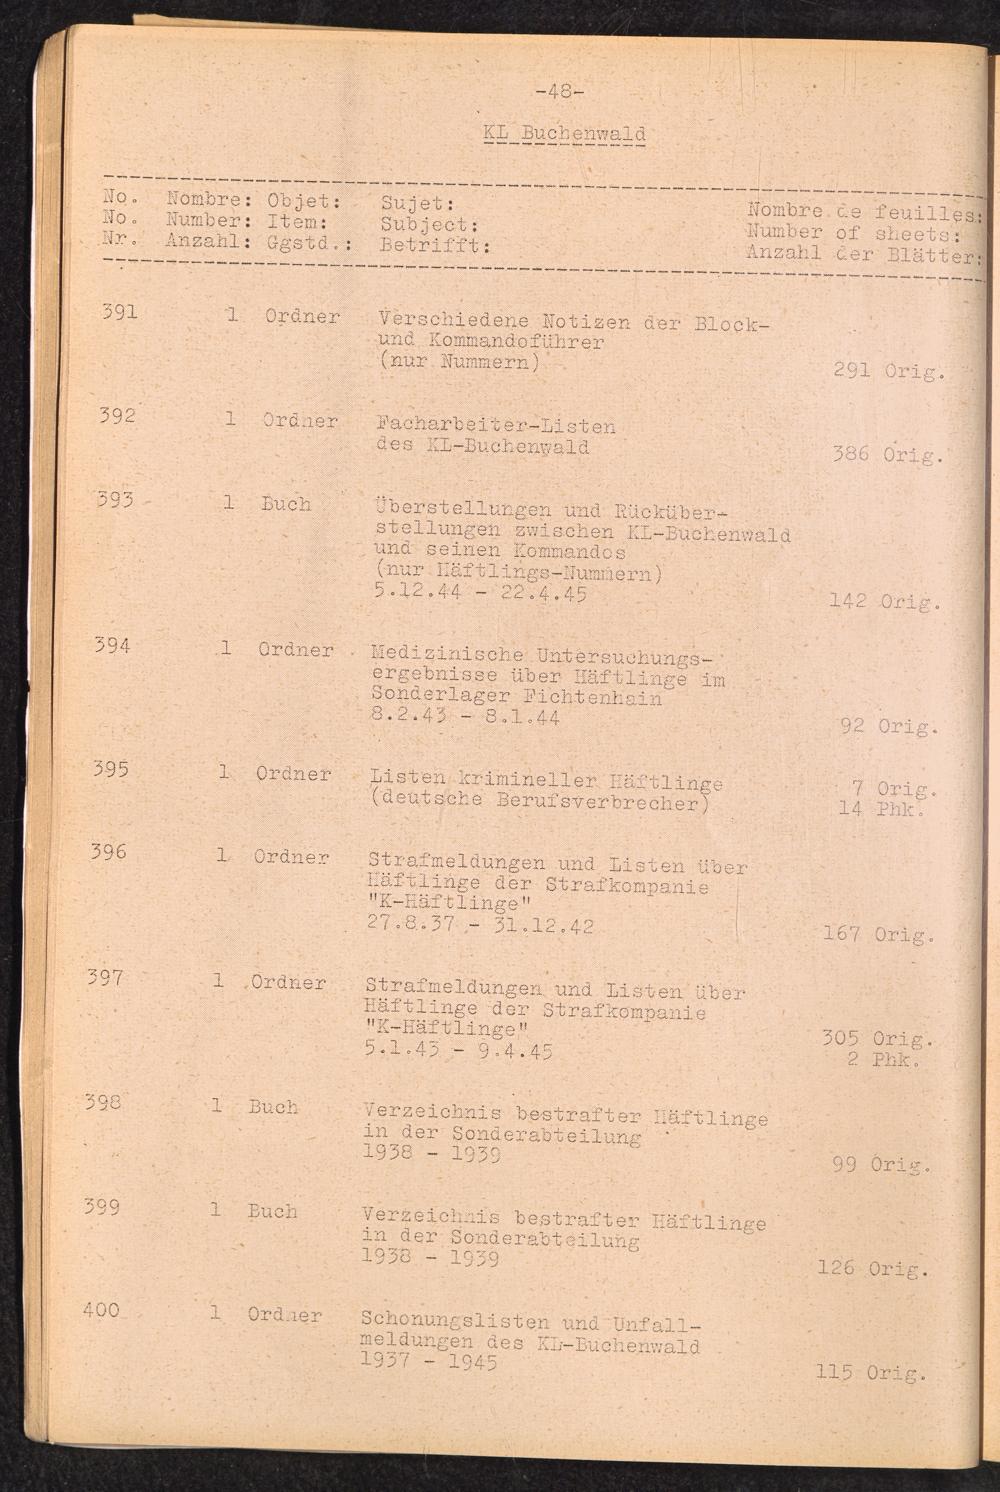 -48-
KL Buchenwald
No. Nombre: Objet: Sujet: Nombre de feuilles:
No. Number: Item: Subject: Number of sheets:
Nr. Anzahl: Ggstd.: Betrifft: Anzahl der Blätter:
391 1 Ordner Verschiedene Notizen der Block-
und Kommandoführer
(nur Nummern) 291 Orig.
392 1 Ordner Facharbeiter-Listen
des KL-Buchenwald 386 Orig.
393 1 Buch Überstellungen und Rücküber-
stellungen zwischen KL-Buchenwald
und seinen Kommandos
(nur Häftlings-Nummern)
5.12.44 - 22.4.45 142 Orig.
394 1 Ordner Medizinische Untersuchungs-
ergebnisse über Häftlinge im
Sonderlager Fichtenhain
8.2.43 - 8.1.44 92 Orig.
395 1 Ordner Listen krimineller Häftlinge 7 Orig.
(deutsche Berufsverbrecher) 14 Phk.
396 1 Ordner Strafmeldungen und Listen über
Häftlinge der Strafkompanie
"K-Häftlinge"
27.8.37 - 31.12.42 167 Orig.
397 1 Ordner Strafmeldungen und Listen über
Häftlinge der Strafkompanie
"K-Häftlinge" 305 Orig.
5.1.43 - 9.4.45 2 Phk.
398 1 Buch Verzeichnis bestrafter Häftlinge
in der Sonderabteilung
1938 - 1939 99 Orig.
399 1 Buch Verzeichnis bestrafter Häftlinge
in der Sonderabteilung
1938 - 1939 126 Orig.
400 1 Ordner Schonungslisten und Unfall-
meldungen des KL-Buchenwald
1937 - 1945 115 Orig.